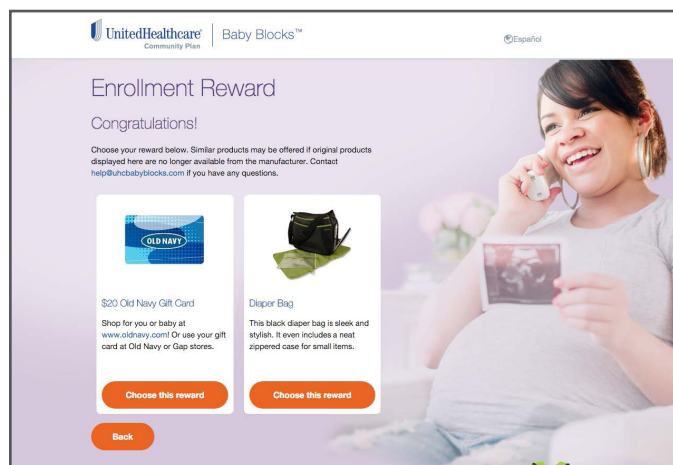 UnitedHealthcare®
Community Plan
Baby Blocks™
Español
Enrollment Reward
Congratulations!
Choose your reward below. Similar products may be offered if original products
displayed here are no longer available from the manufacturer. Contact
help@uhcbabyblocks.com if you have any questions.
OLD NAVY
$20 Old Navy Gift Card
Shop for you or baby at
www.oldnavy.com! Or use your gift
card at Old Navy or Gap stores.
Choose this reward
Diaper Bag
This black diaper bag is sleek and
stylish. It even includes a neat
zippered case for small items.
Choose this reward
Back